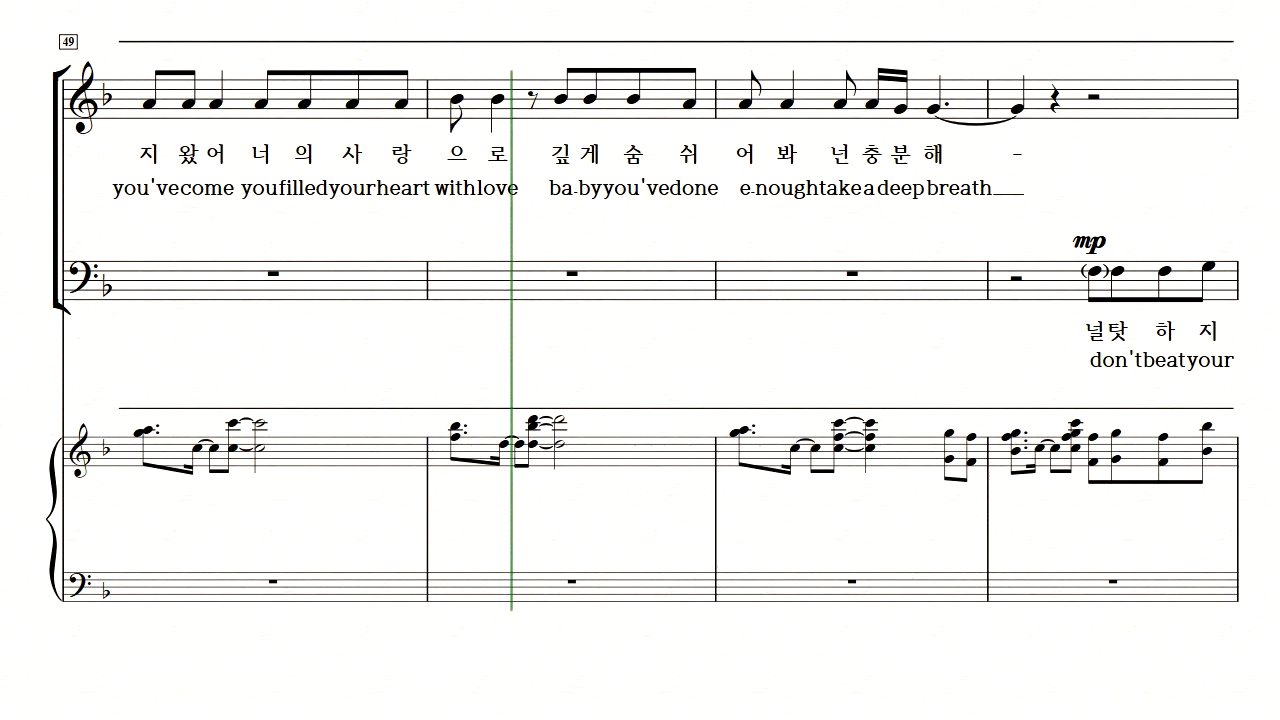 49
지 왔 어 너 의 사 랑 으 로 깊 게 숨 쉬 어 봐 넌 충 분 해 -
you've come you filled your heart with love ba-by you've done e-nough take a deep breath
mp
널 탓 하 지
don't beat your